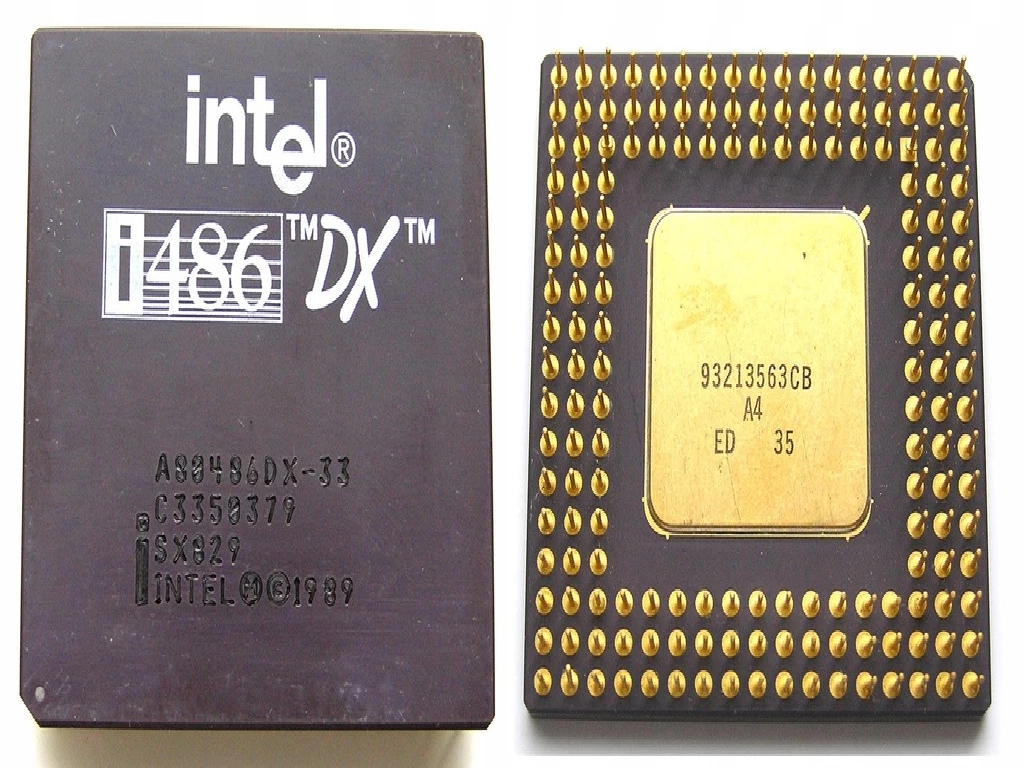 intel®
i486™ DX™
A80486DX-33
C3350379
SX829
INTEL Ⓜ © 1989
93213563CB
A4
ED 35